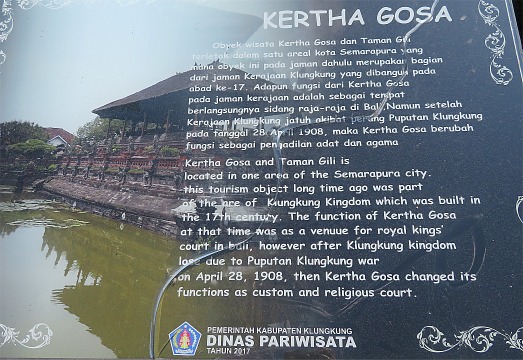 KERTHA GOSA
Obyek wisata Kertha Gosa dan Taman Gili
terletak dalam satu areal kota Semarapura yang
mana obyek ini pada jaman dahulu merupakan bagian
dari jaman Kerajaan Klungkung yang dibangun pada
abad ke-17. Adapun fungsi dari Kertha Gosa
pada jaman kerajaan adalah sebagai tempat
berlangsungnya sidang raja-raja di Bali. Namun setelah
Kerajaan Klungkung jatuh akibat perang Puputan Klungkung
pada tanggal 28 April 1908, maka Kertha Gosa berubah
fungsi sebagai pengadilan adat dan agama
Kertha Gosa and Taman Gili is
located in one area of the Semarapura city.
this tourism object long time ago was part
of the are of Klungkung Kingdom which was built in
the 17th century. The function of Kertha Gosa
at that time was as a venuue for royal kings'
court in bali, however after Klungkung kingdom
lose due to Puputan Klungkung war
on April 28, 1908, then Kertha Gosa changed its
functions as custom and religious court.
PEMERINTAH KABUPATEN KLUNGKUNG
DINAS PARIWISATA
TAHUN 2017